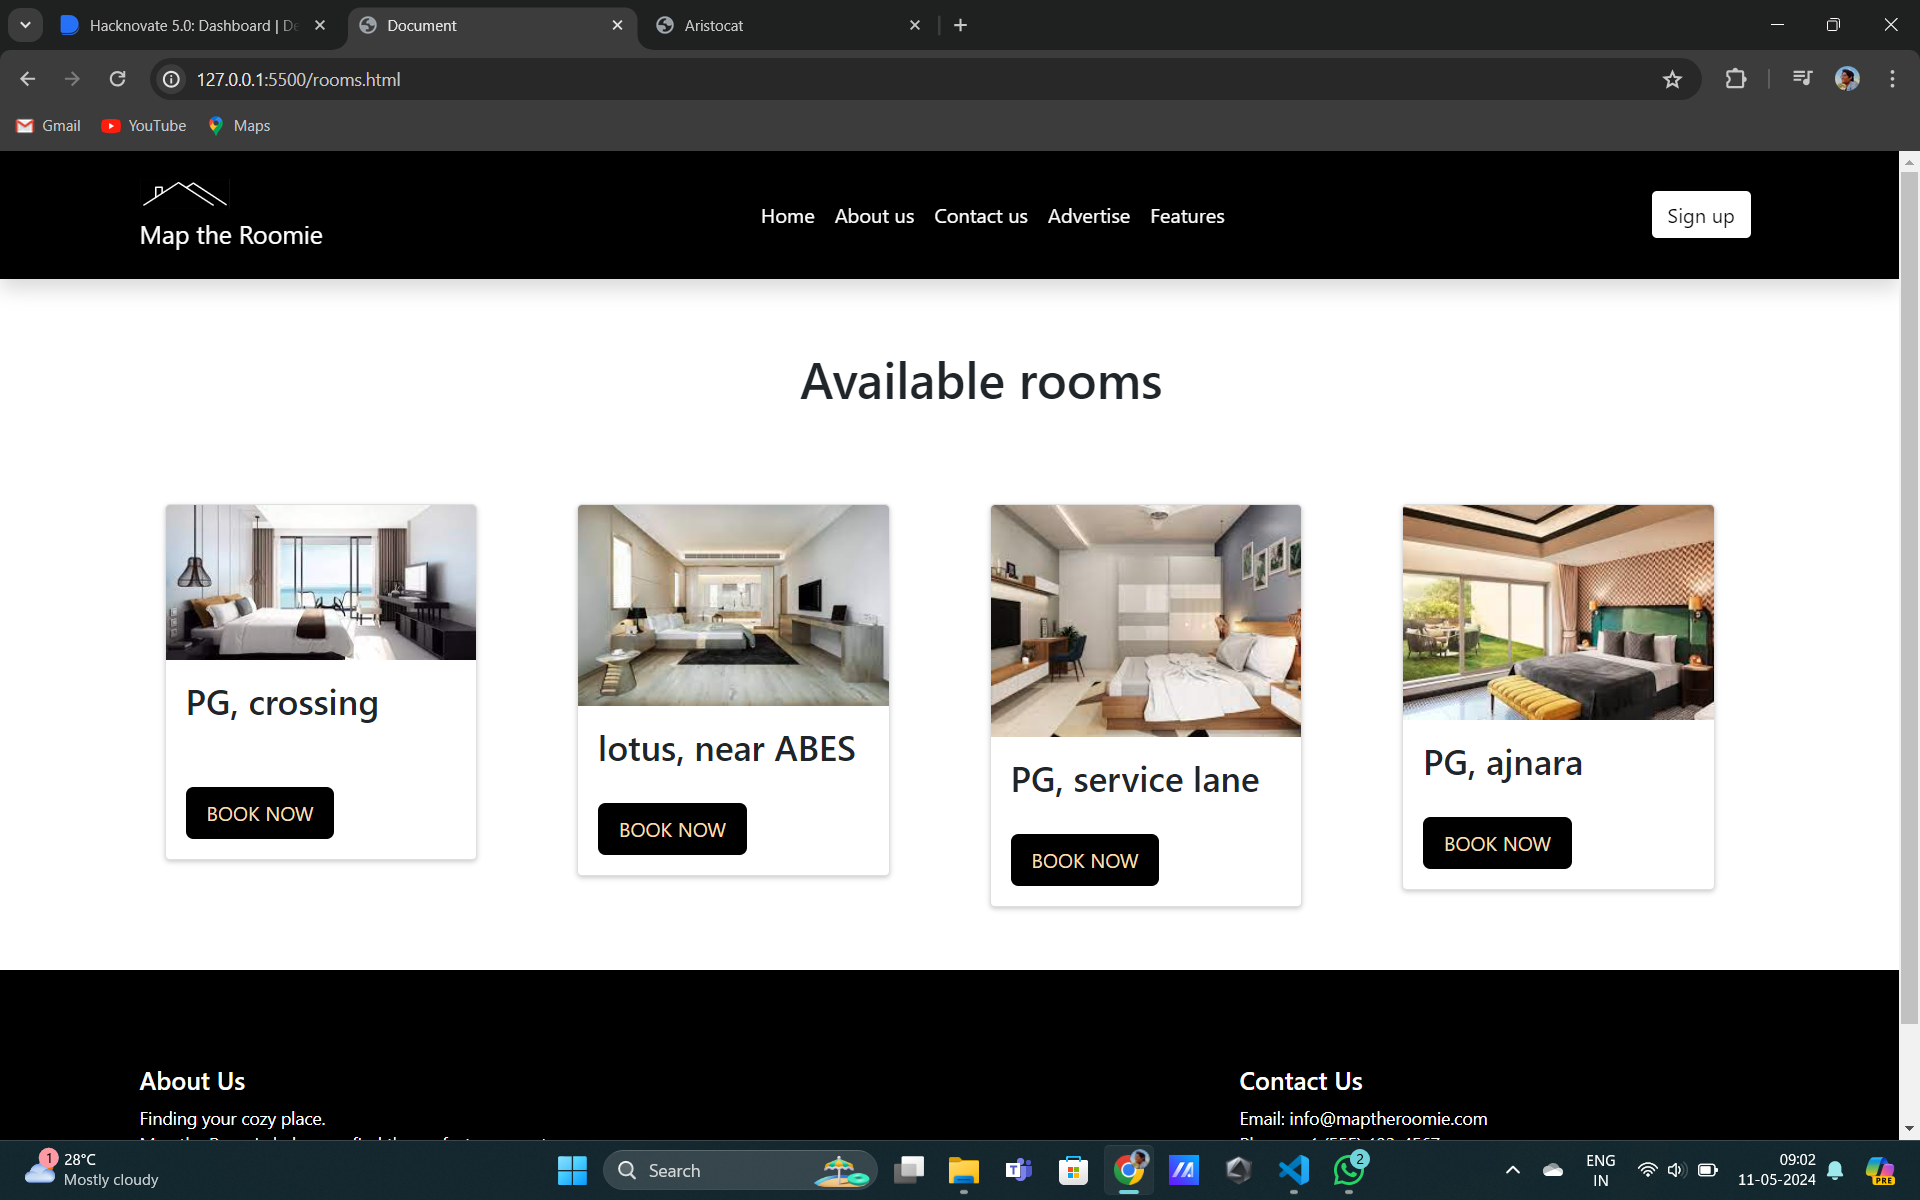 Hacknovate 5.0: Dashboard | De
Document
Aristocat
127.0.0.1:5500/rooms.html
Gmail
YouTube
Maps
Map the Roomie
Home
About us
Contact us
Advertise
Features
Sign up
Available rooms
PG, crossing
BOOK NOW
lotus, near ABES
BOOK NOW
PG, service lane
BOOK NOW
PG, ajnara
BOOK NOW
About Us
Finding your cozy place.
Contact Us
Email: info@maptheroomie.com
1
28°C
Mostly cloudy
Search
2
ENG
IN
09:02
11-05-2024
PRE